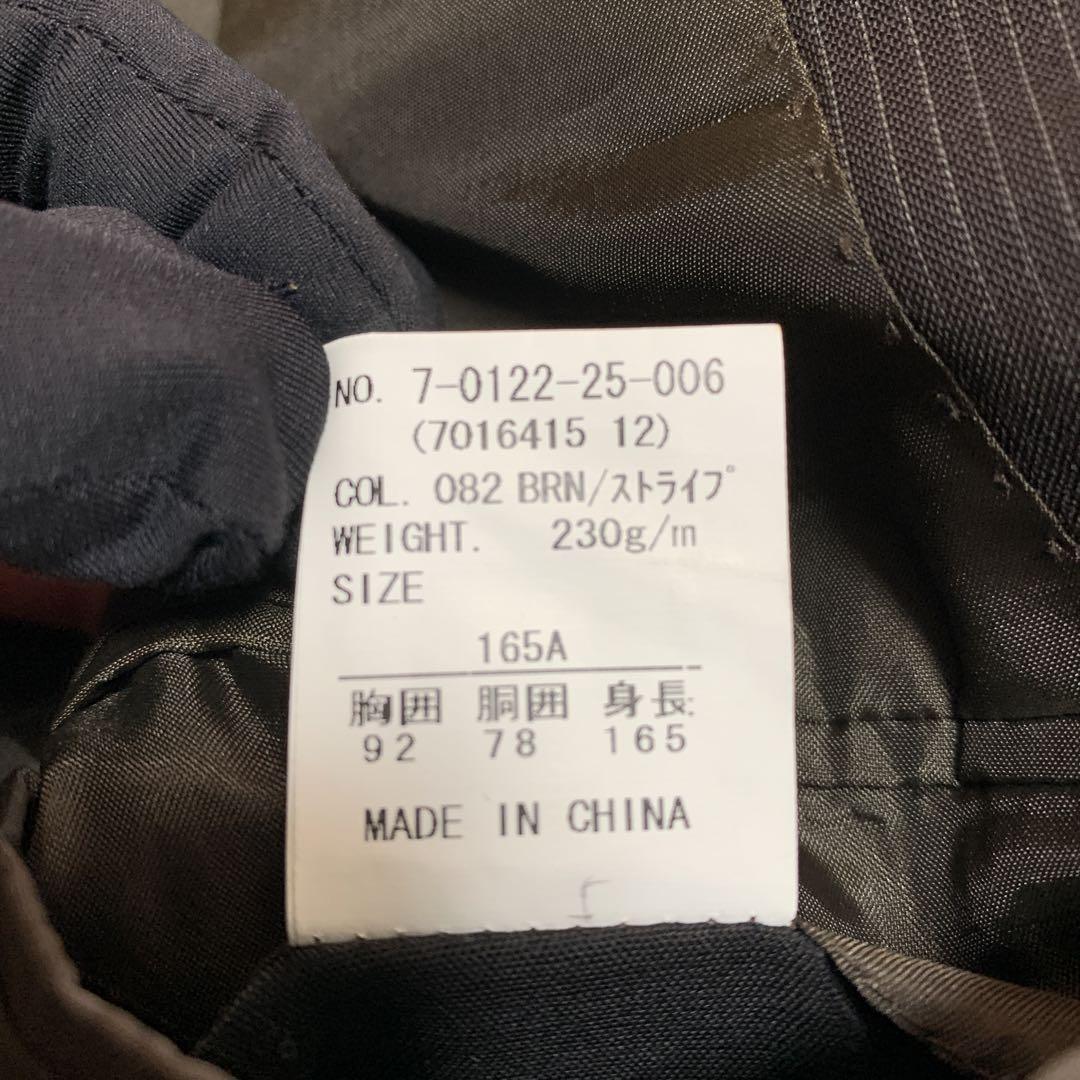 NO. 7-0122-25-006
(7016415 12)
COL. 082 BRN/ｽﾄﾗｲﾌﾟ
WEIGHT. 230g/m
SIZE
165A
胸囲 胴囲 身長
92 78 165
MADE IN CHINA